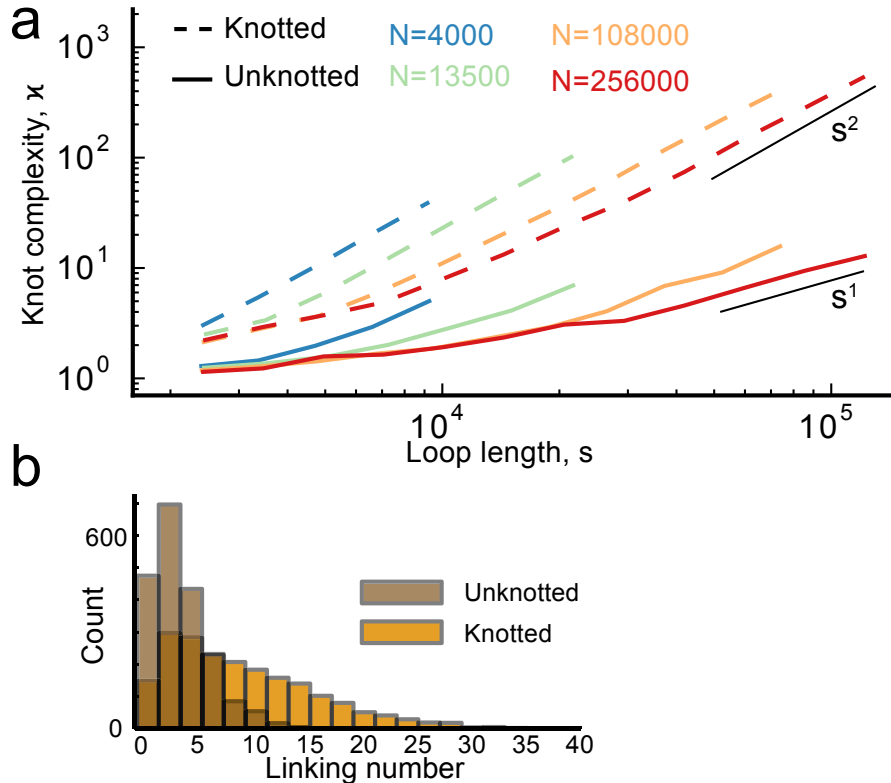 a
Knot complexity, ϰ
10³
10²
10¹
10⁰
Knotted
Unknotted
N=4000
N=13500
N=108000
N=256000
s²
s¹
10⁴
10⁵
Loop length, s
b
Count
600
0
Unknotted
Knotted
0 5 10 15 20 25 30 35 40
Linking number